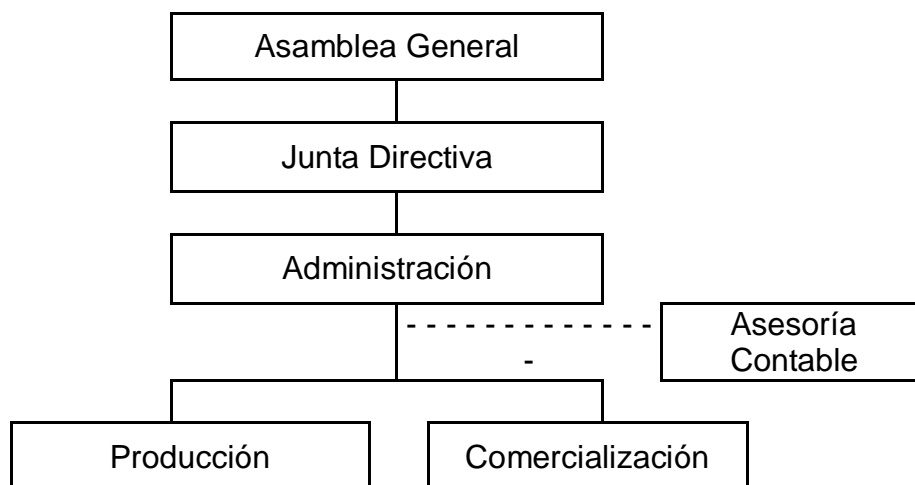 Asamblea General
Junta Directiva
Administración
Asesoría
Contable
Producción
Comercialización